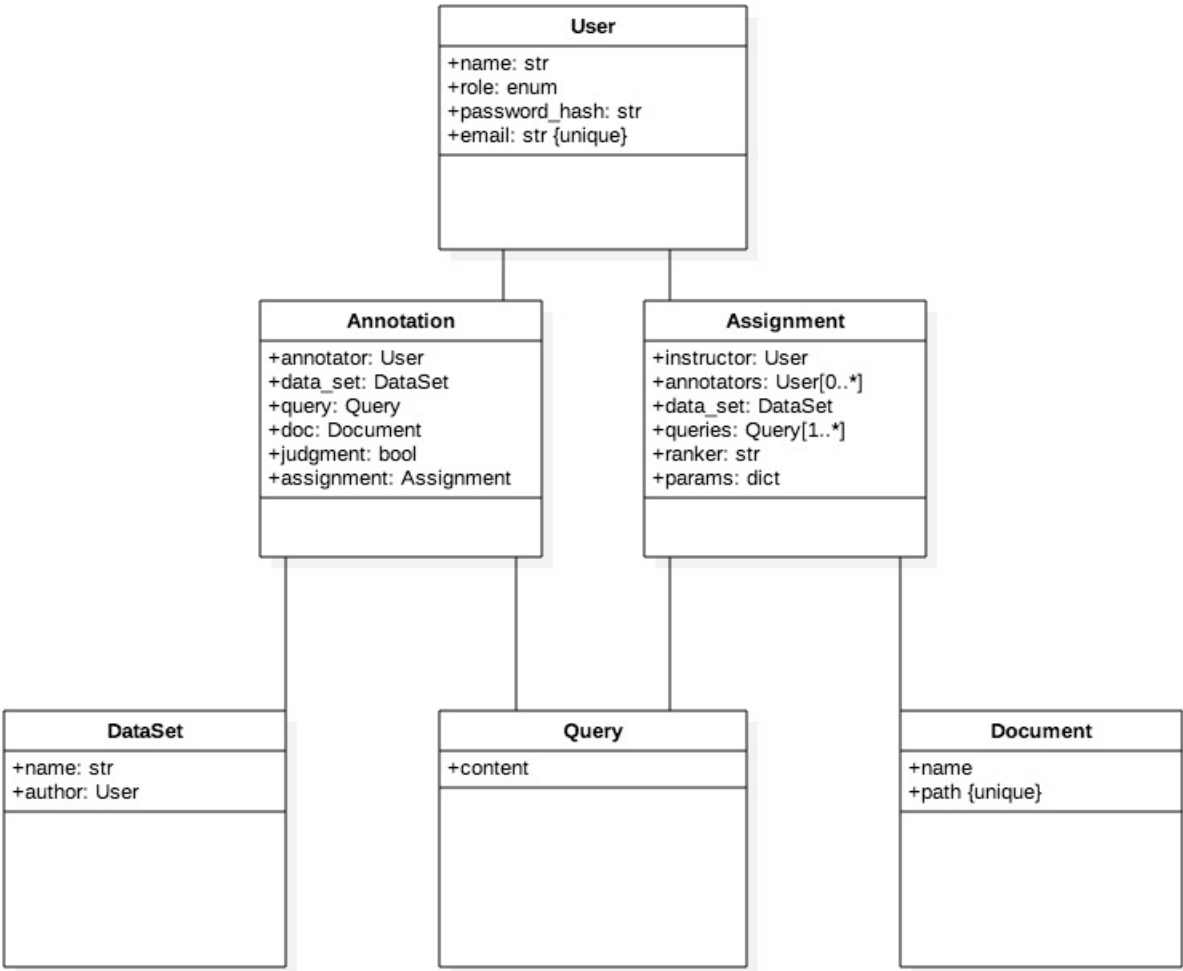 User
+name: str
+role: enum
+password_hash: str
+email: str {unique}
Annotation
+annotator: User
+data_set: DataSet
+query: Query
+doc: Document
+judgment: bool
+assignment: Assignment
Assignment
+instructor: User
+annotators: User[0..*]
+data_set: DataSet
+queries: Query[1..*]
+ranker: str
+params: dict
DataSet
+name: str
+author: User
Query
+content
Document
+name
+path {unique}